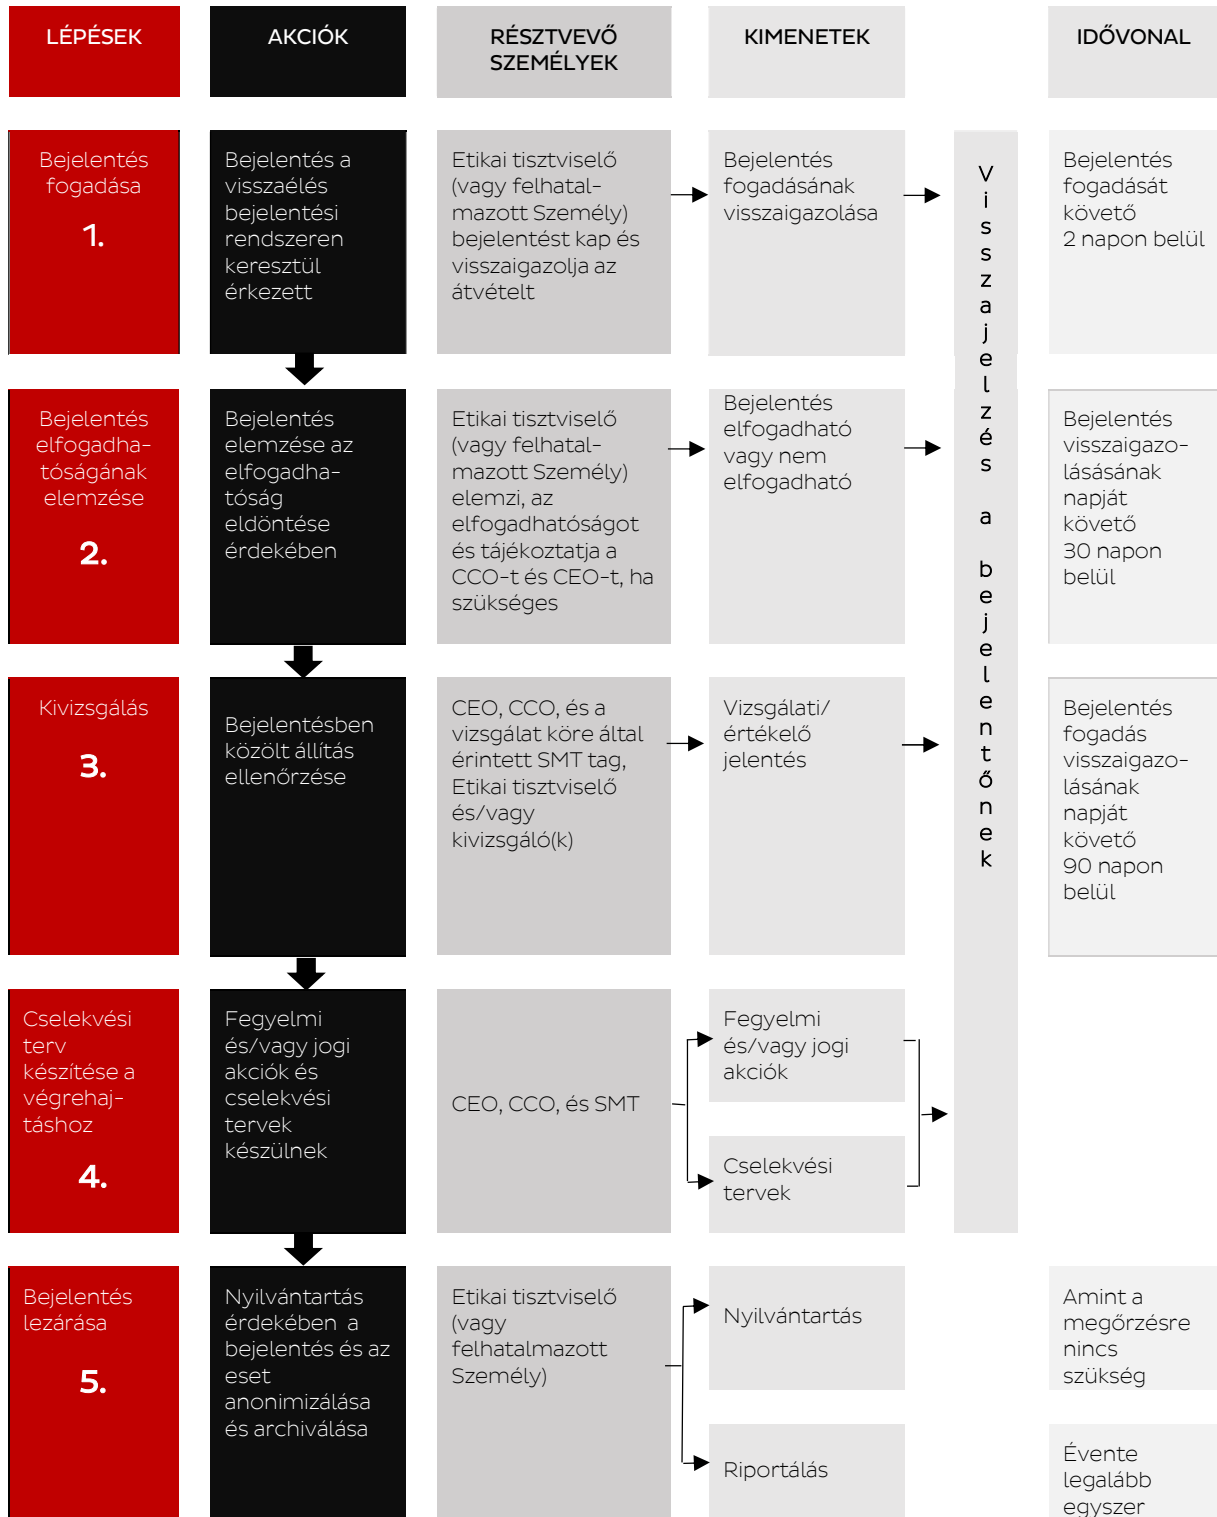 LÉPÉSEK
AKCIÓK
RÉSZTVEVŐ
SZEMÉLYEK
KIMENETEK
IDŐVONAL
Bejelentés
fogadása
1.
Bejelentés a
visszaélés
bejelentési
rendszeren
keresztül
érkezett
Etikai tisztviselő
(vagy felhatal-
mazott Személy)
bejelentést kap és
visszaigazolja az
átvételt
Bejelentés
fogadásának
visszaigazolása
Visszajelzés a bejelentőnek
Bejelentés
fogadását
követő
2 napon belül
Bejelentés
elfogadha-
tóságának
elemzése
2.
Bejelentés
elemzése az
elfogadha-
tóság
eldöntése
érdekében
Etikai tisztviselő
(vagy felhatal-
mazott Személy)
elemzi, az
elfogadhatóságot
és tájékoztatja a
CCO-t és CEO-t, ha
szükséges
Bejelentés
elfogadható
vagy nem
elfogadható
Bejelentés
visszaigazo-
lásásának
napját
követő
30 napon
belül
Kivizsgálás
3.
Bejelentésben
közölt állítás
ellenőrzése
CEO, CCO, és a
vizsgálat köre által
érintett SMT tag,
Etikai tisztviselő
és/vagy
kivizsgáló(k)
Vizsgálati/
értékelő
jelentés
Bejelentés
fogadás
visszaigazo-
lásának
napját
követő
90 napon
belül
Cselekvési
terv
készítése a
végrehaj-
táshoz
4.
Fegyelmi
és/vagy jogi
akciók és
cselekvési
tervek
készülnek
CEO, CCO, és SMT
Fegyelmi
és/vagy jogi
akciók
Cselekvési
tervek
Bejelentés
lezárása
5.
Nyilvántartás
érdekében a
bejelentés és az
eset
anonimizálása
és archiválása
Etikai tisztviselő
(vagy
felhatalmazott
Személy)
Nyilvántartás
Riportálás
Amint a
megőrzésre
nincs
szükség
Évente
legalább
egyszer